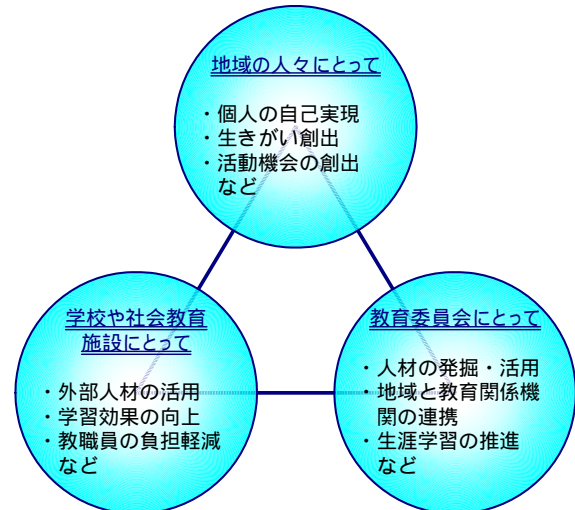 地域の人々にとって
・個人の自己実現
・生きがい創出
・活動機会の創出
など
学校や社会教育
施設にとって
・外部人材の活用
・学習効果の向上
・教職員の負担軽減
など
教育委員会にとって
・人材の発掘・活用
・地域と教育関係機
関の連携
・生涯学習の推進
など